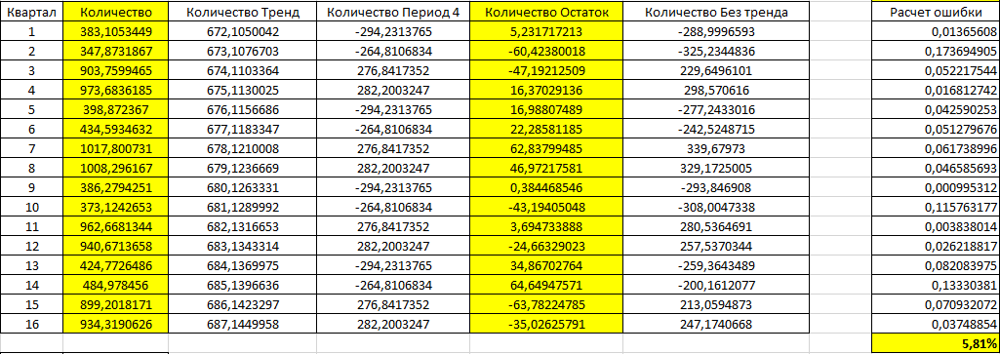 Квартал Количество Количество Тренд Количество Период 4 Количество Остаток Количество Без тренда Расчет ошибки
1 383,1053449 672,1050042 -294,2313765 5,231717213 -288,9996593 0,01365608
2 347,8731867 673,1076703 -264,8106834 -60,42380018 -325,2344836 0,173694905
3 903,7599465 674,1103364 276,8417352 -47,19212509 229,6496101 0,052217544
4 973,6836185 675,1130025 282,2003247 16,37029136 298,570616 0,016812742
5 398,872367 676,1156686 -294,2313765 16,98807489 -277,2433016 0,042590253
6 434,5934632 677,1183347 -264,8106834 22,28581185 -242,5248715 0,051279676
7 1017,800731 678,1210008 276,8417352 62,83799485 339,67973 0,061738996
8 1008,296167 679,1236669 282,2003247 46,97217581 329,1725005 0,046585693
9 386,2794251 680,1263331 -294,2313765 0,384468546 -293,846908 0,000995312
10 373,1242653 681,1289992 -264,8106834 -43,19405048 -308,0047338 0,115763177
11 962,6681344 682,1316653 276,8417352 3,694733888 280,5364691 0,003838014
12 940,6713658 683,1343314 282,2003247 -24,66329023 257,5370344 0,026218817
13 424,7726486 684,1369975 -294,2313765 34,86702764 -259,3643489 0,082083975
14 484,978456 685,1396636 -264,8106834 64,64947571 -200,1612077 0,13330381
15 899,2018171 686,1423297 276,8417352 -63,78224785 213,0594873 0,070932072
16 934,3190626 687,1449958 282,2003247 -35,02625791 247,1740668 0,03748854
5,81%